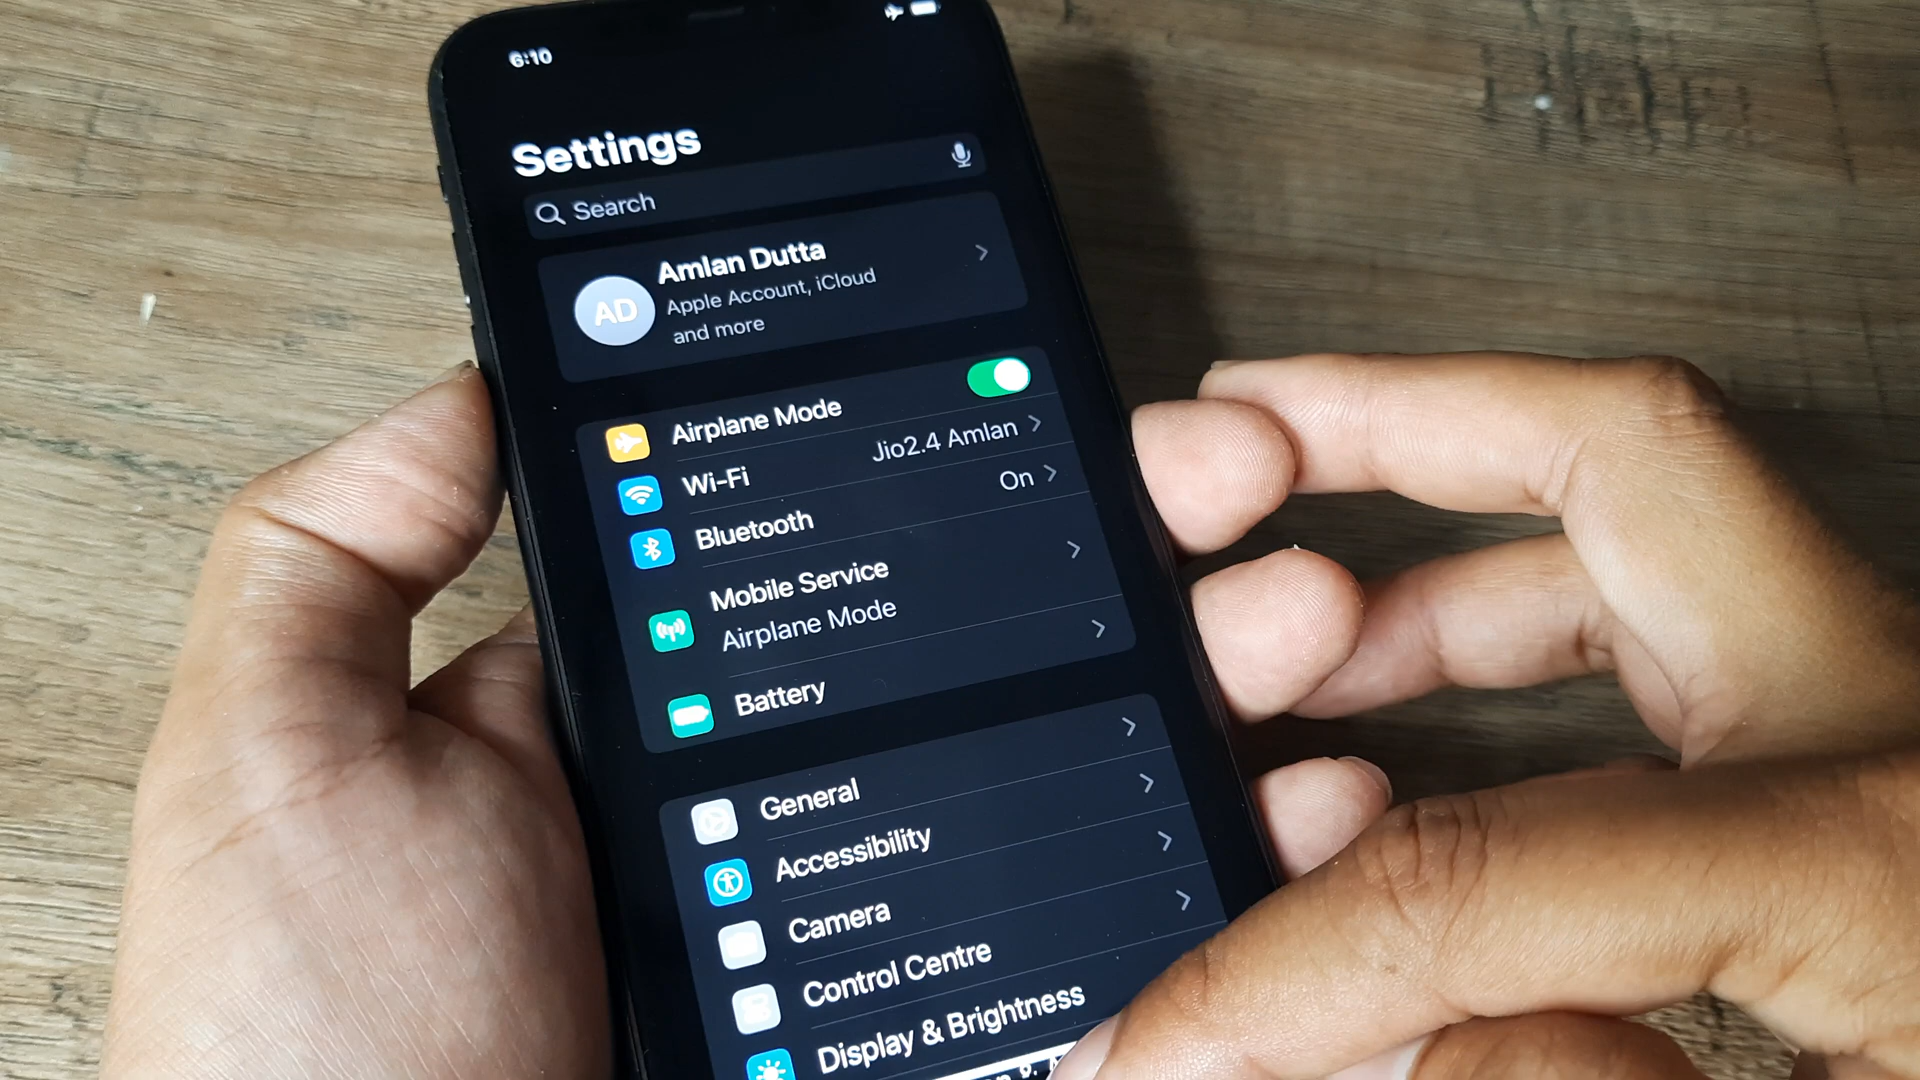 6:10
Settings
Search
Amlan Dutta
AD
Apple Account, iCloud
and more
Airplane Mode
Wi-Fi
Jio2.4 Amlan
Bluetooth
On
Mobile Service
Airplane Mode
Battery
General
Accessibility
Camera
Control Centre
Display & Brightness